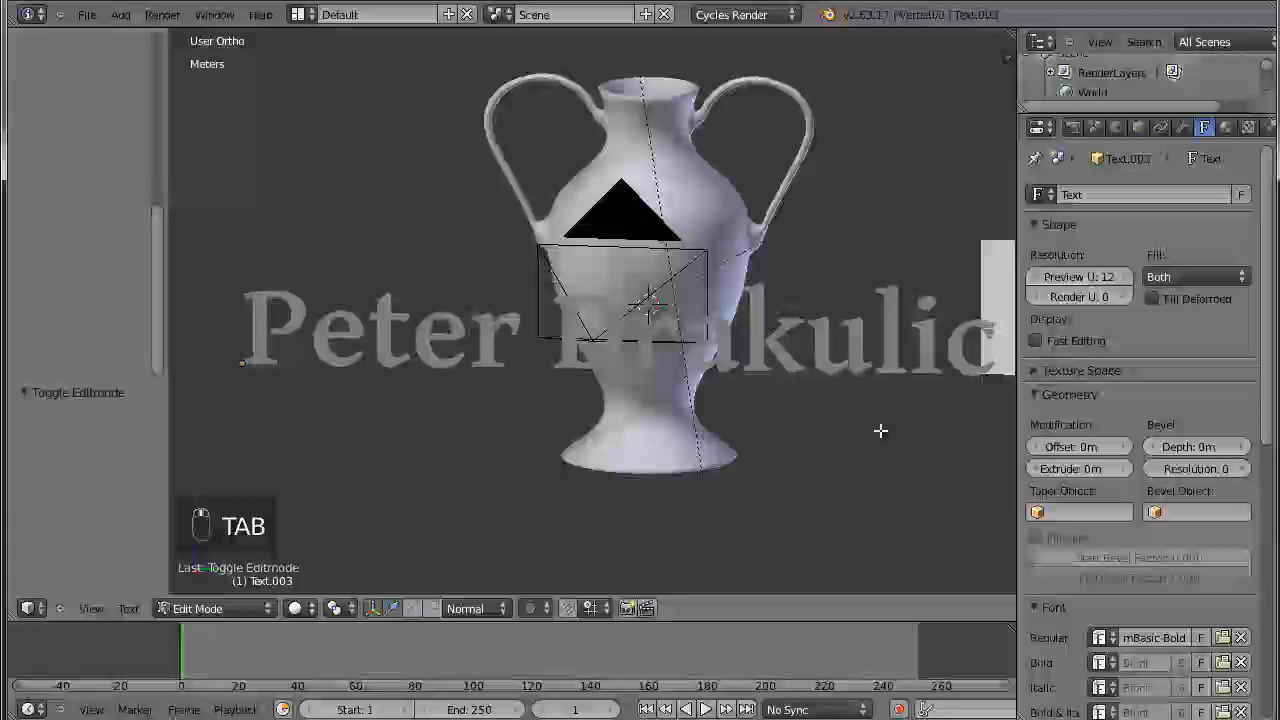 File Add Render Window Help Default Scene Cycles Render
User Ortho
Meters
View Search All Scenes
RenderLayers
World
Text.003 Text
F Text F
Shape
Resolution: Fill:
Preview U: 12 Both
Render U: 0 Fill Deformed
Display:
Fast Editing
Texture Space
Geometry
Modification: Bevel:
Offset: 0m Depth: 0m
Extrude: 0m Resolution: 0
Taper Object: Bevel Object:
Peter Drakulic
Toggle Editmode
TAB
Last: Toggle Editmode
(1) Text.003
Font
Regular F mBasic-Bold F
Bold F
Italic F
View Text Edit Mode Normal
-40 -20 0 20 40 60 80 100 120 140 160 180 200 220 240 260
View Marker Frame Playback Start: 1 End: 250 1 No Sync